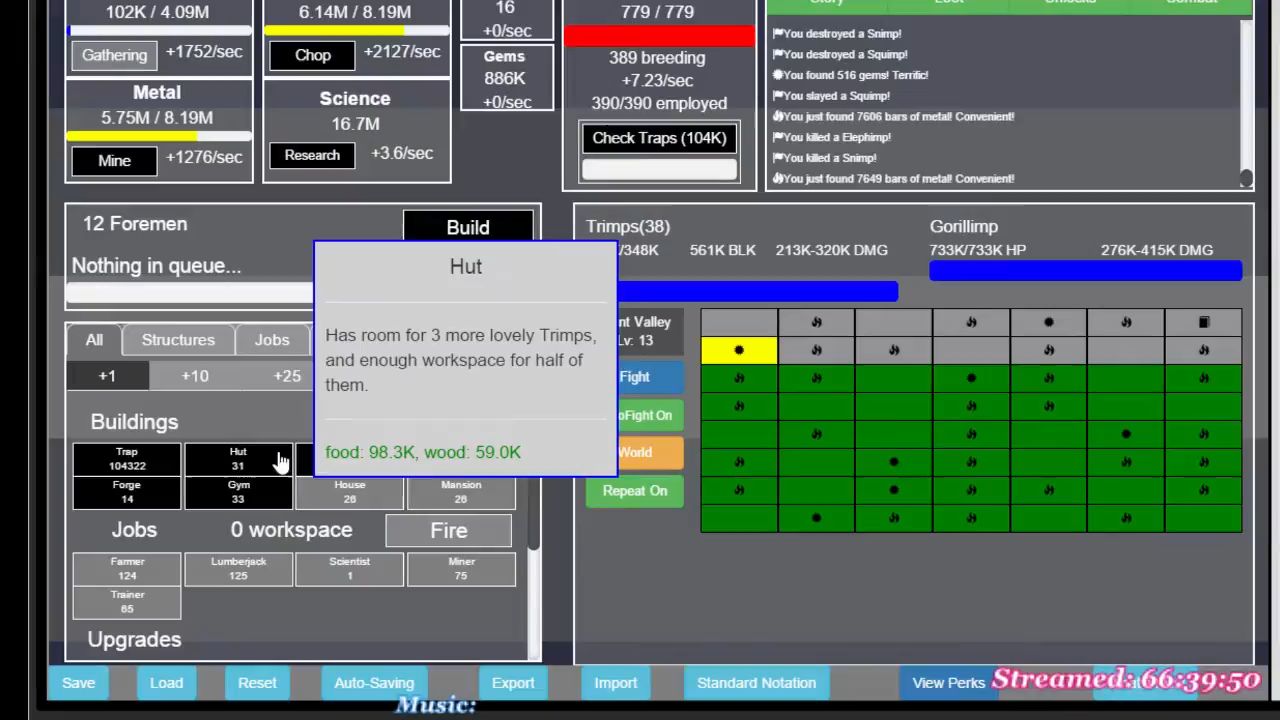 102K / 4.09M
Gathering +1752/sec
6.14M / 8.19M
Chop +2127/sec
16
+0/sec
Gems
886K
+0/sec
Metal
5.75M / 8.19M
Mine +1276/sec
Science
16.7M
Research +3.6/sec
779 / 779
389 breeding
+7.23/sec
390/390 employed
Check Traps (104K)
You destroyed a Snimp!
You destroyed a Squimp!
You found 516 gems! Terrific!
You slayed a Squimp!
You just found 7606 bars of metal! Convenient!
You killed a Elephimp!
You killed a Snimp!
You just found 7649 bars of metal! Convenient!
12 Foremen
Build
Nothing in queue...
Hut
Has room for 3 more lovely Trimps,
and enough workspace for half of
them.
food: 98.3K, wood: 59.0K
All Structures Jobs
+1 +10 +25
Buildings
Trap
104322
Hut
31
Forge
14
Gym
33
House
26
Mansion
26
Jobs 0 workspace Fire
Farmer
124
Lumberjack
125
Scientist
1
Miner
75
Trainer
65
Upgrades
Trimps(38)
/348K 561K BLK 213K-320K DMG
Gorillimp
733K/733K HP 276K-415K DMG
Valley
Lv: 13
Fight
Fight On
World
Repeat On
Save Load Reset Auto-Saving Export Import Standard Notation View Perks
Streamed: 66:39:50
Music: